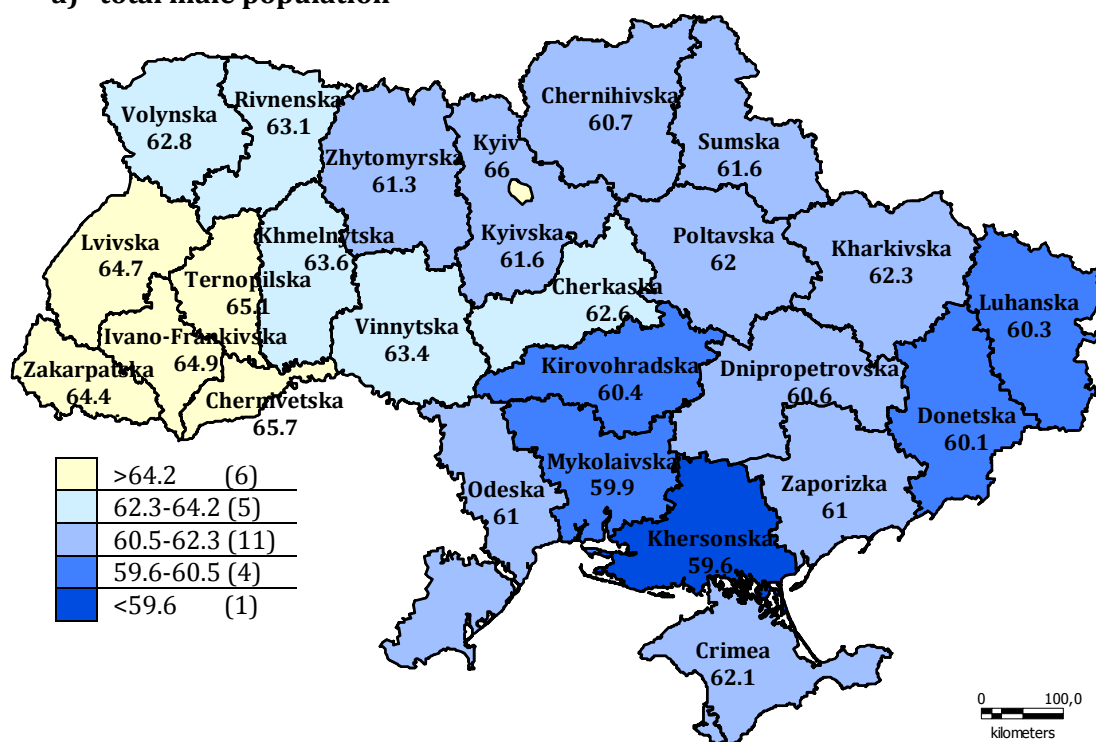 a) total male population
Volynska
62.8
Rivnenska
63.1
Zhytomyrska
61.3
Kyiv
66
Chernihivska
60.7
Sumska
61.6
Lvivska
64.7
Ternopilska
65.1
Khmelnytska
63.6
Kyivska
61.6
Cherkaska
62.6
Poltavska
62
Kharkivska
62.3
Luhanska
60.3
Zakarpatska
64.4
Ivano-Frankivska
64.9
Chernivetska
65.7
Vinnytska
63.4
Kirovohradska
60.4
Dnipropetrovska
60.6
Donetska
60.1
Odeska
61
Mykolaivska
59.9
Khersonska
59.6
Zaporizka
61
Crimea
62.1
>64.2 (6)
62.3-64.2 (5)
60.5-62.3 (11)
59.6-60.5 (4)
<59.6 (1)
0 100,0
kilometers